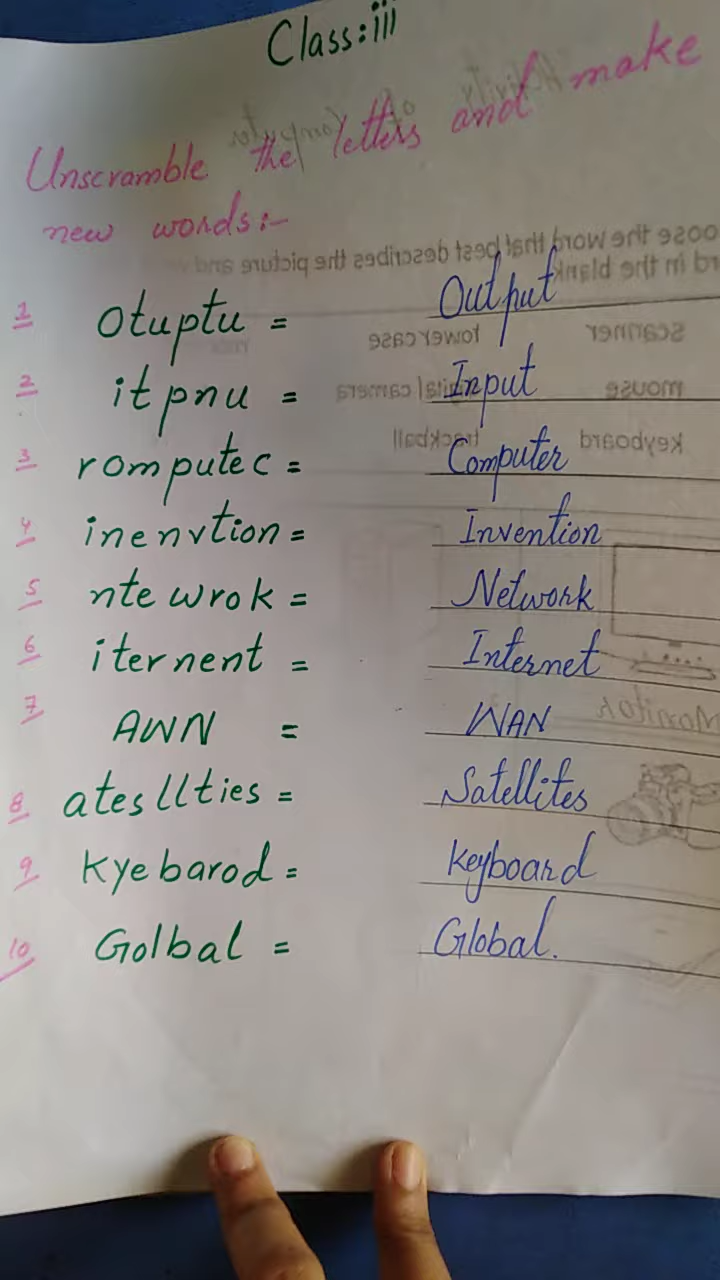 Class:iii
Unscramble the letters and make
new words:-
1 Otuptu = Output
2 itpnu = Input
3 romputec = Computer
4 inenvtion = Invention
5 ntewrok = Network
6 iternent = Internet
7 AWN = WAN
8 atesllties = Satellites
9 Kyebarod = Keyboard
10 Golbal = Global.